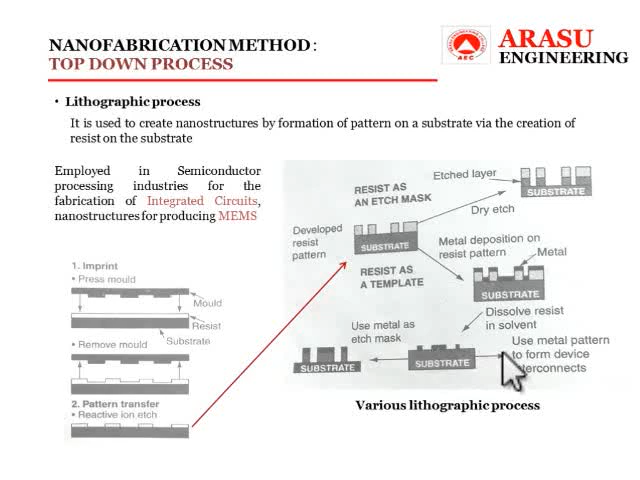 NANOFABRICATION METHOD :
TOP DOWN PROCESS
AEC
ARASU
ENGINEERING
• Lithographic process
It is used to create nanostructures by formation of pattern on a substrate via the creation of
resist on the substrate
Employed in Semiconductor
processing industries for the
fabrication of Integrated Circuits,
nanostructures for producing MEMS
1. Imprint
• Press mould
Mould
Resist
Substrate
• Remove mould
2. Pattern transfer
• Reactive ion etch
Etched layer
RESIST AS
AN ETCH MASK
SUBSTRATE
Dry etch
Developed
resist
pattern
SUBSTRATE
Metal deposition on
resist pattern
Metal
RESIST AS
A TEMPLATE
SUBSTRATE
Dissolve resist
in solvent
Use metal as
etch mask
Use metal pattern
to form device
SUBSTRATE
SUBSTRATE
Various lithographic process